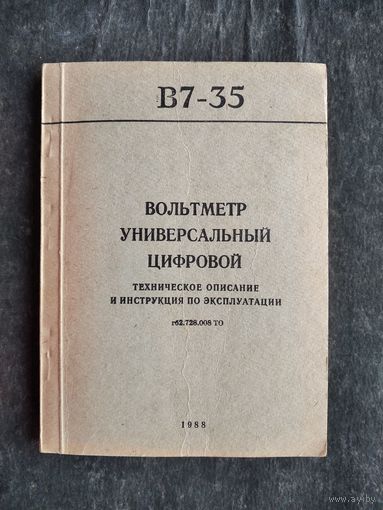 В7-35
ВОЛЬТМЕТР
УНИВЕРСАЛЬНЫЙ
ЦИФРОВОЙ
ТЕХНИЧЕСКОЕ ОПИСАНИЕ
И ИНСТРУКЦИЯ ПО ЭКСПЛУАТАЦИИ
гб2.728.008 ТО
1988
www.ay.by